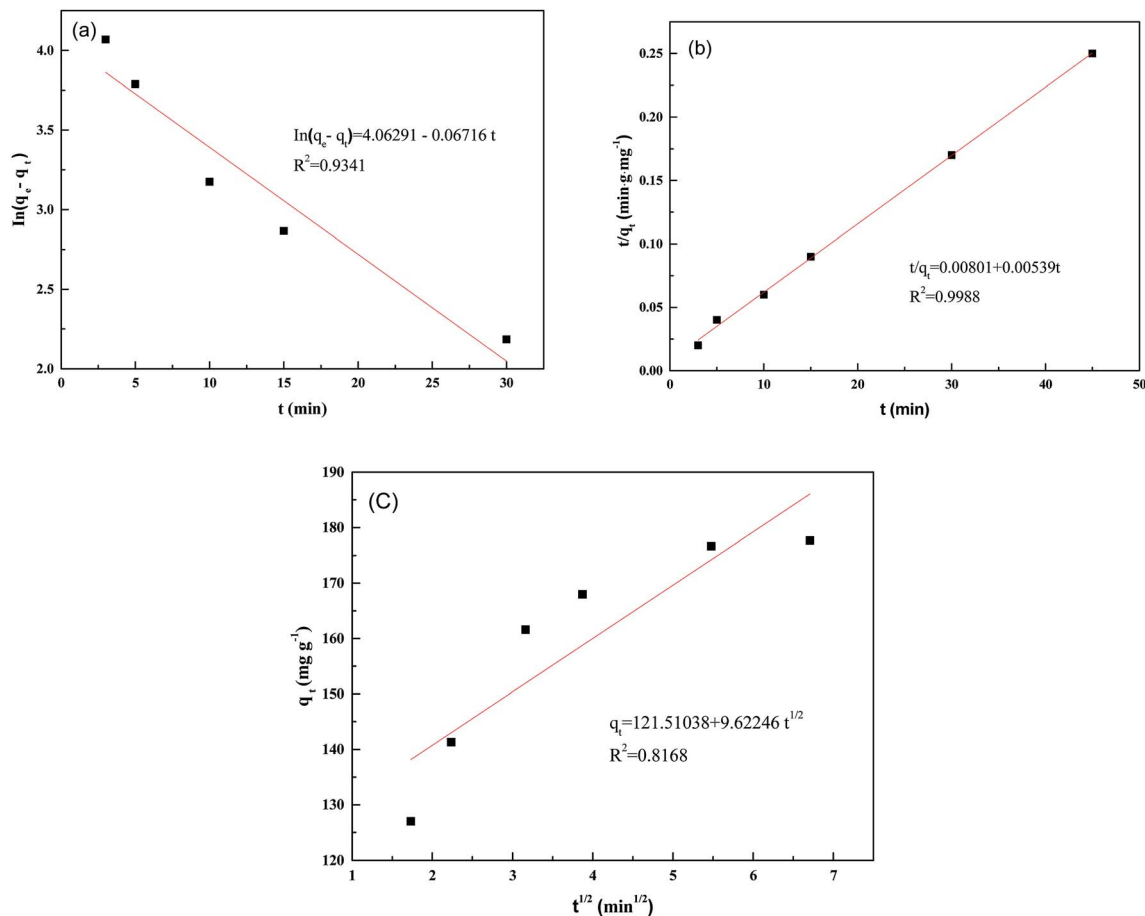 (a)
4.0
3.5
3.0
2.5
2.0
ln(qe - qt)
ln(qe- qt)=4.06291 - 0.06716 t
R²=0.9341
0 5 10 15 20 25 30
t (min)
(b)
0.25
0.20
0.15
0.10
0.05
0.00
t/qt (min·g·mg⁻¹)
t/qt=0.00801+0.00539t
R²=0.9988
0 10 20 30 40 50
t (min)
(C)
190
180
170
160
150
140
130
120
qt (mg g⁻¹)
qt=121.51038+9.62246 t1/2
R²=0.8168
1 2 3 4 5 6 7
t1/2 (min1/2)